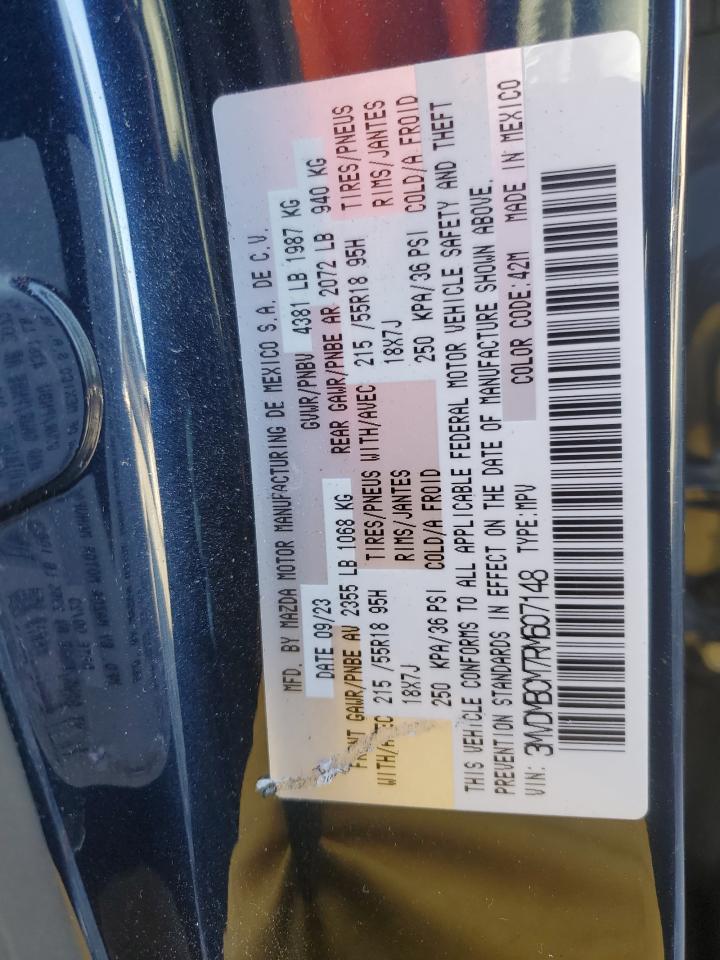 MFD. BY MAZDA MOTOR MANUFACTURING DE MEXICO S.A. DE C.V.
DATE 09/23 GVWR/PNBV 4381 LB 1987 KG
FRONT GAWR/PNBE AV 2355 LB 1068 KG REAR GAWR/PNBE AR 2072 LB 940 KG
WITH/AVEC 215 /55R18 95H TIRES/PNEUS WITH/AVEC 215 /55R18 95H TIRES/PNEUS
18X7J RIMS/JANTES 18X7J RIMS/JANTES
250 KPA/36 PSI COLD/A FROID 250 KPA/36 PSI COLD/A FROID
THIS VEHICLE CONFORMS TO ALL APPLICABLE FEDERAL MOTOR VEHICLE SAFETY AND THEFT
PREVENTION STANDARDS IN EFFECT ON THE DATE OF MANUFACTURE SHOWN ABOVE.
COLOR CODE:42M MADE IN MEXICO
VIN: 3MVDMBCM7RM607148 TYPE:MPV